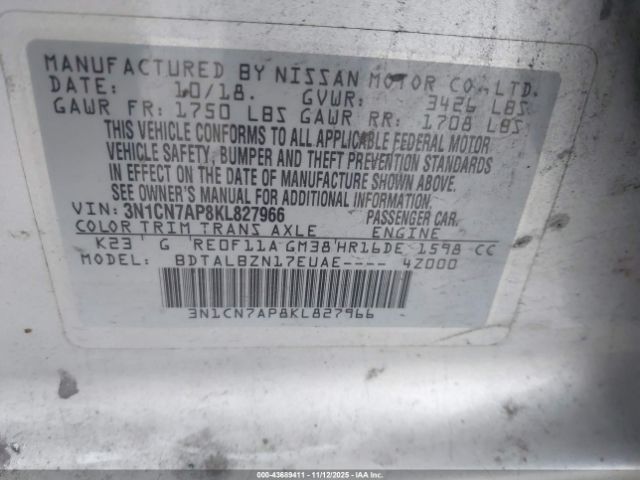 MANUFACTURED BY NISSAN MOTOR CO.,LTD.
DATE: 10/18. GVWR: 3426 LBS
GAWR FR: 1750 LBS GAWR RR: 1708 LBS
THIS VEHICLE CONFORMS TO ALL APPLICABLE FEDERAL MOTOR
VEHICLE SAFETY, BUMPER AND THEFT PREVENTION STANDARDS
IN EFFECT ON THE DATE OF MANUFACTURE SHOWN ABOVE.
SEE OWNER'S MANUAL FOR ADDITIONAL INFORMATION.
VIN: 3N1CN7AP8KL827966 PASSENGER CAR.
COLOR TRIM TRANS AXLE ENGINE
K23 G RE0F11A GM38 HR16DE 1598 CC
MODEL: BDTALBZN17EUAE---- 4Z000
3N1CN7AP8KL827966
000-43689411 - 11/12/2025 - ©IAA, Inc.